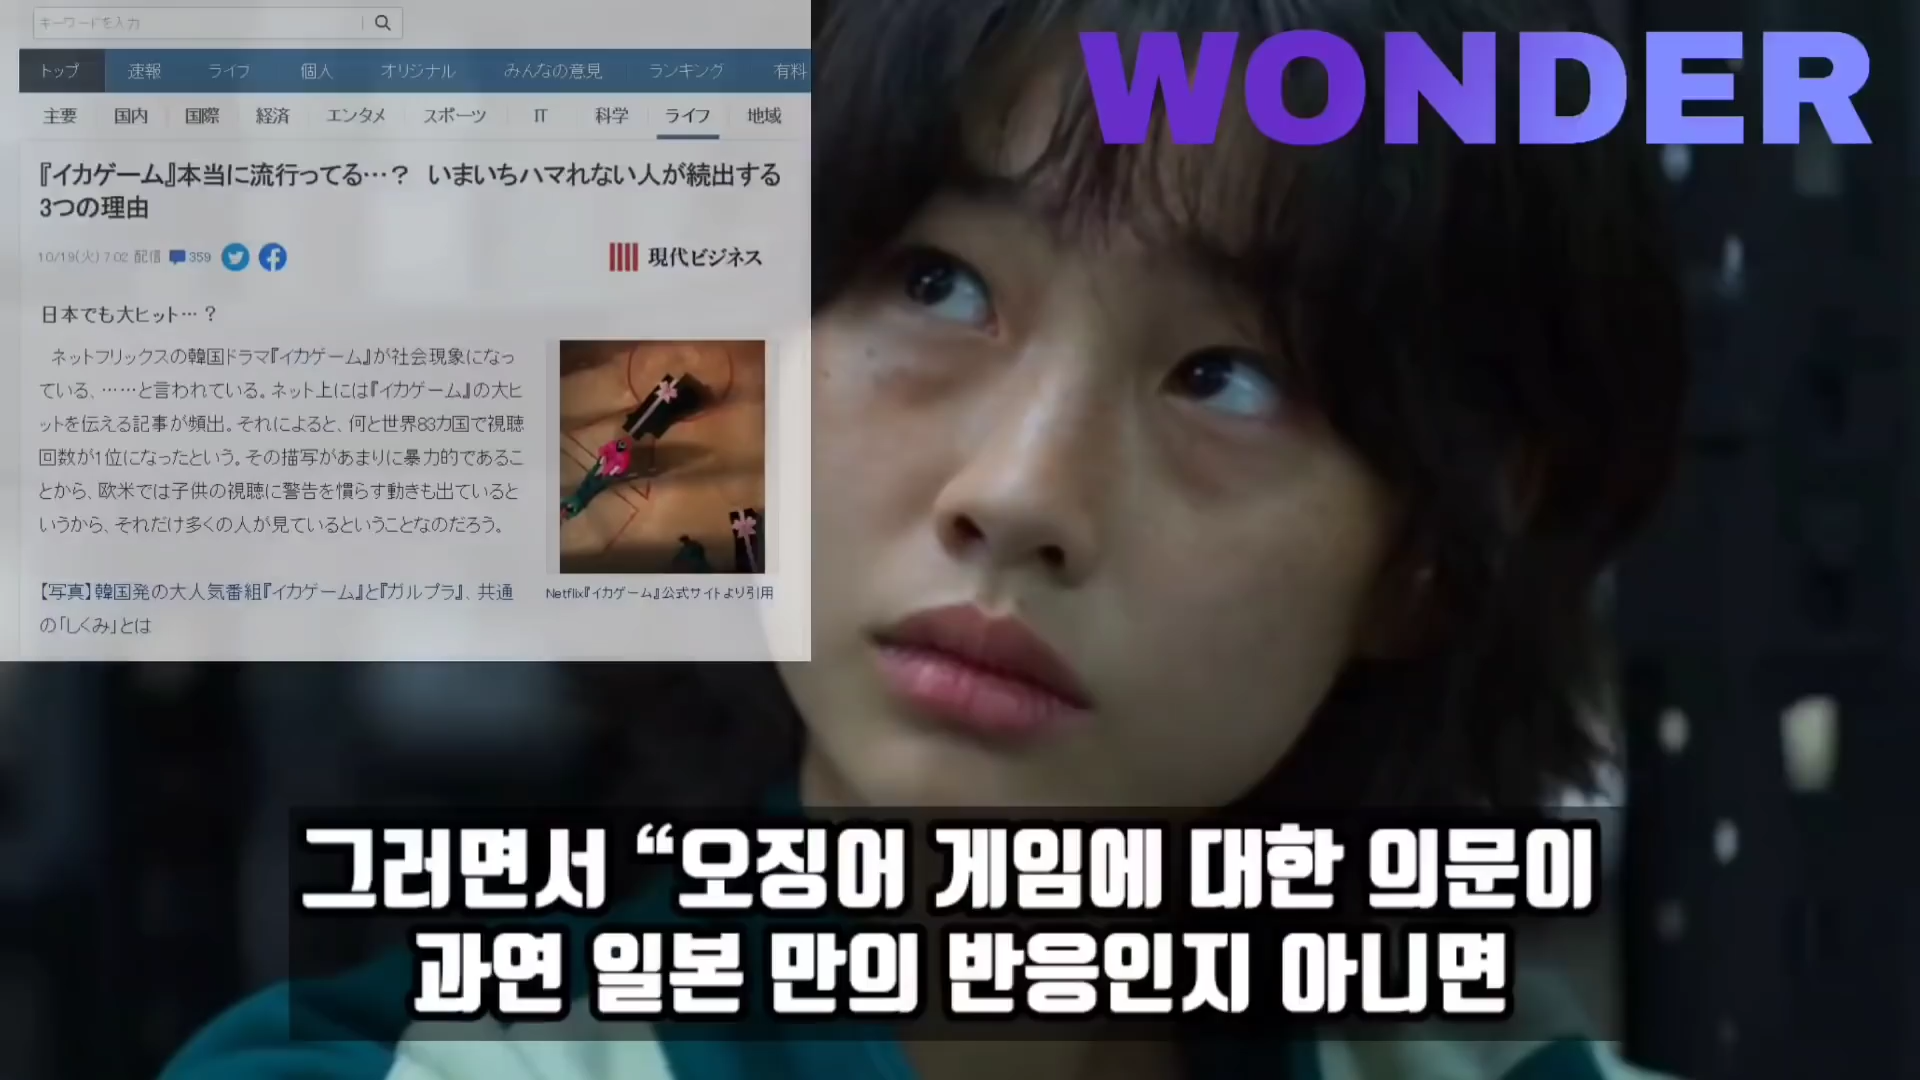 キーワードを入力
WONDER
トップ 速報 ライフ 個人 オリジナル みんなの意見 ランキング 有料
主要 国内 国際 経済 エンタメ スポーツ IT 科学 ライフ 地域
『イカゲーム』本当に流行ってる…？ いまいちハマれない人が続出する
3つの理由
10/19(火) 7:02 配信 359
現代ビジネス
日本でも大ヒット…？
ネットフリックスの韓国ドラマ『イカゲーム』が社会現象になっ
ている、……と言われている。ネット上には『イカゲーム』の大ヒ
ットを伝える記事が頻出。それによると、何と世界83カ国で視聴
回数が1位になったという。その描写があまりに暴力的であるこ
とから、欧米では子供の視聴に警告を慣らす動きも出ていると
いうから、それだけ多くの人が見ているということなのだろう。
【写真】韓国発の大人気番組『イカゲーム』と『ガルプラ』、共通
の「しくみ」とは
Netflix『イカゲーム』公式サイトより引用
그러면서 “오징어 게임에 대한 의문이
과연 일본 만의 반응인지 아니면